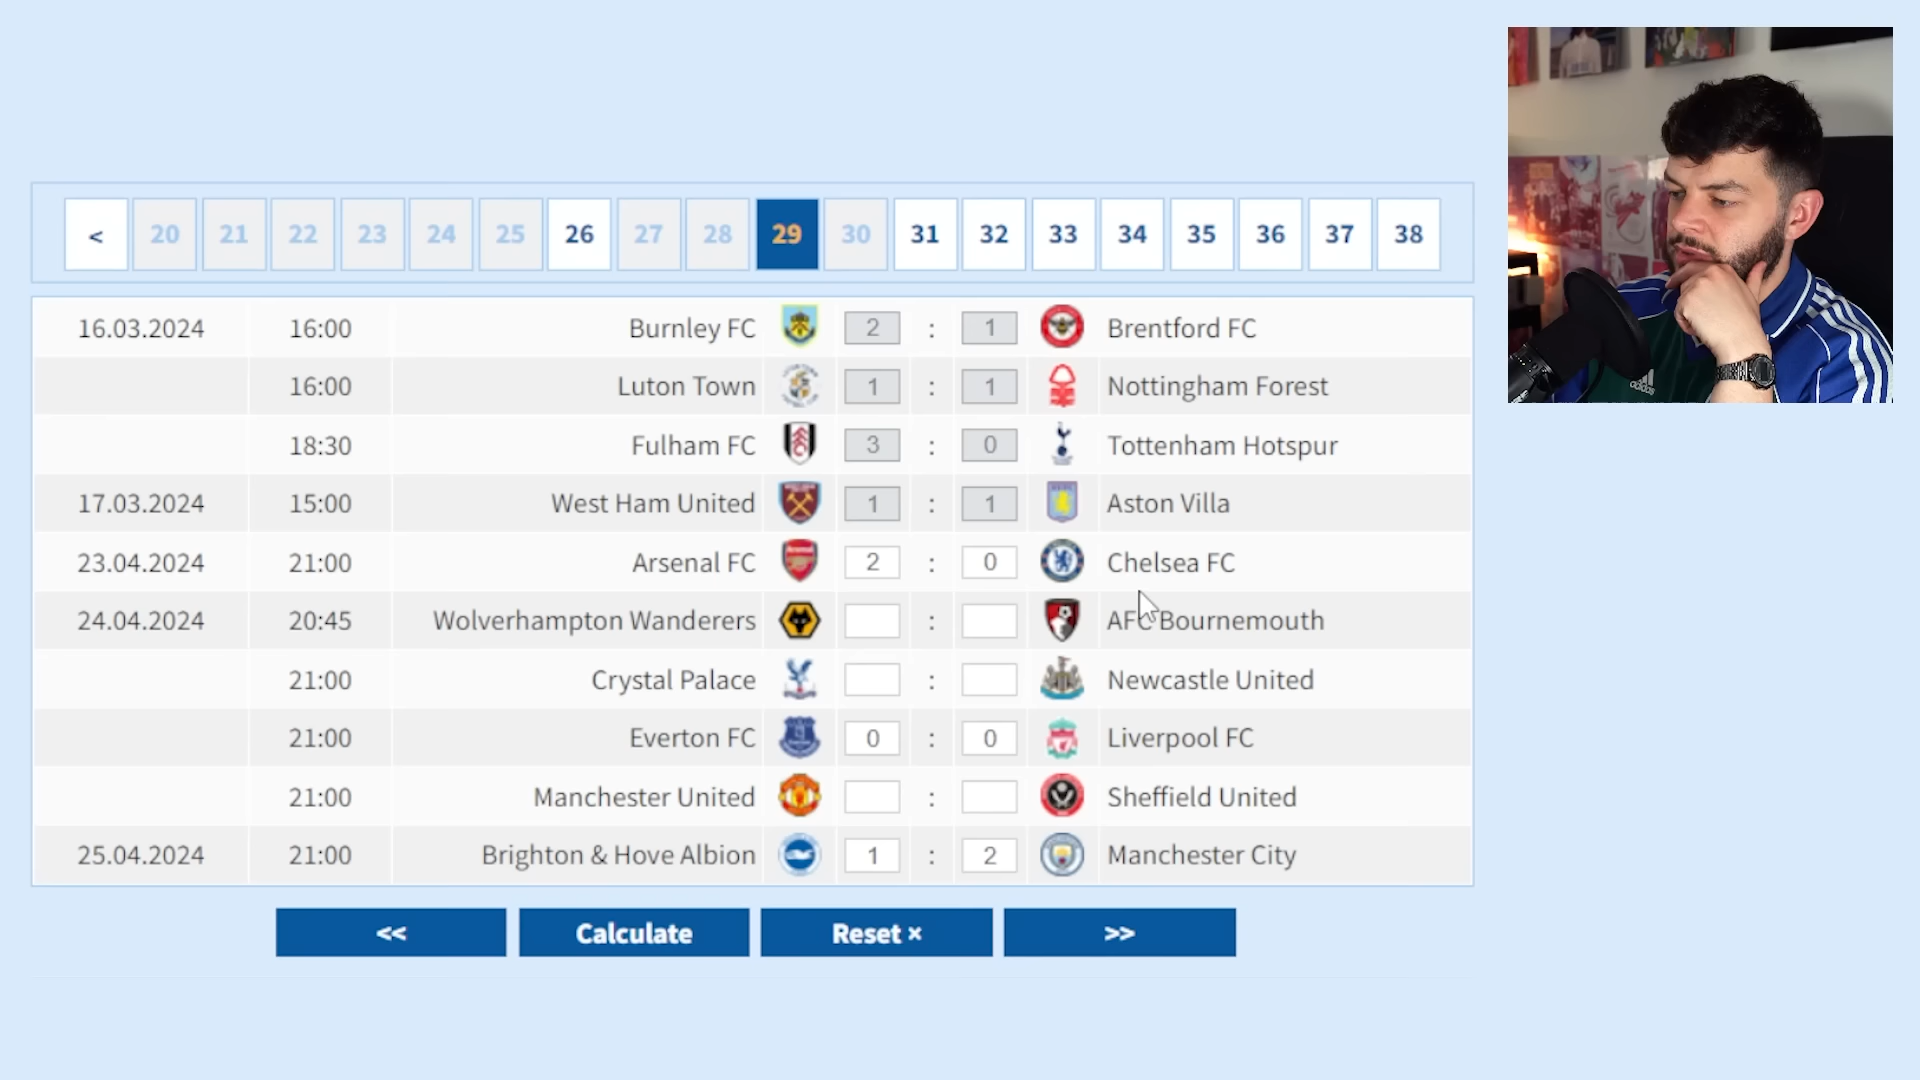 < 20 21 22 23 24 25 26 27 28 29 30 31 32 33 34 35 36 37 38
16.03.2024 16:00 Burnley FC 2 : 1 Brentford FC
16:00 Luton Town 1 : 1 Nottingham Forest
18:30 Fulham FC 3 : 0 Tottenham Hotspur
17.03.2024 15:00 West Ham United 1 : 1 Aston Villa
23.04.2024 21:00 Arsenal FC 2 : 0 Chelsea FC
24.04.2024 20:45 Wolverhampton Wanderers : AFC Bournemouth
21:00 Crystal Palace : Newcastle United
21:00 Everton FC 0 : 0 Liverpool FC
21:00 Manchester United : Sheffield United
25.04.2024 21:00 Brighton & Hove Albion 1 : 2 Manchester City
<< Calculate Reset × >>
adidas